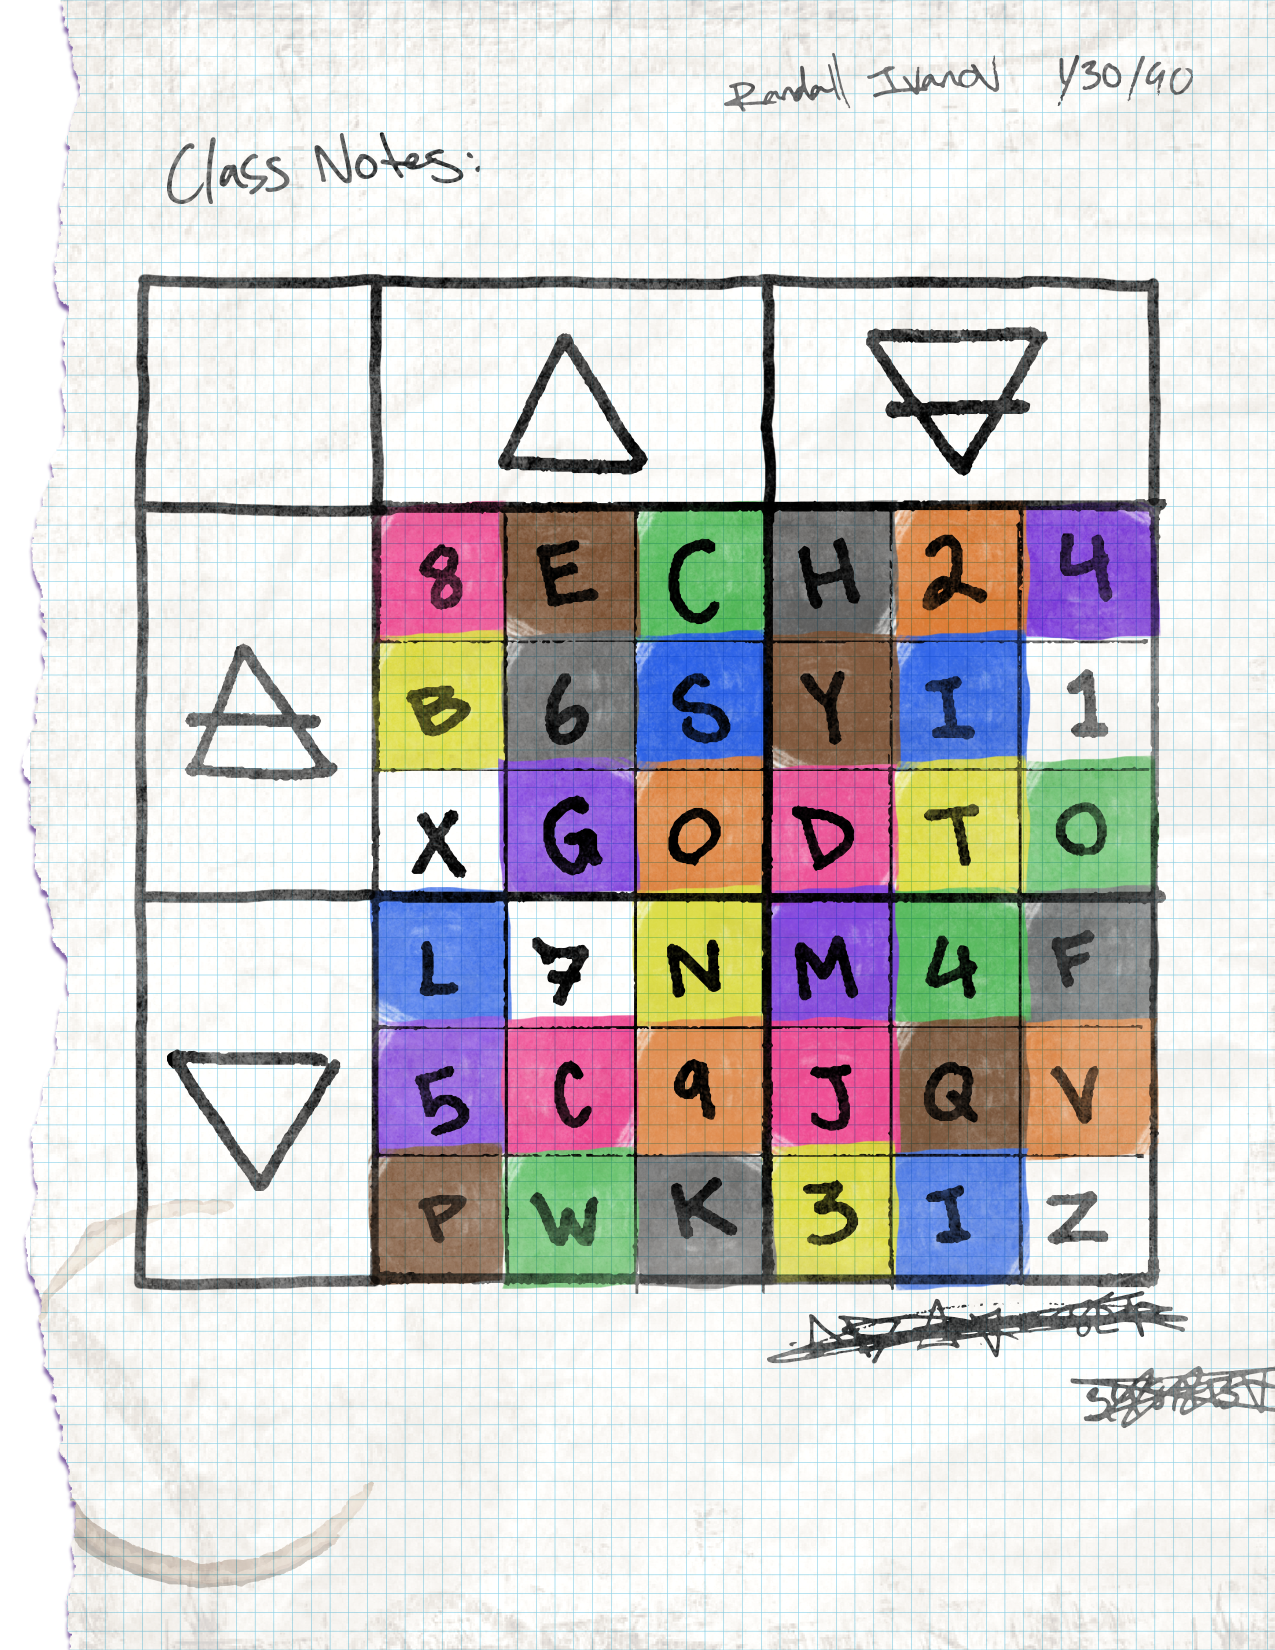 Randall Ivanov 1/30/90
Class Notes:
8 E C H 2 4
B 6 S Y I 1
X G O D T O
L 7 N M 4 F
5 C 9 J Q V
P W K 3 I Z